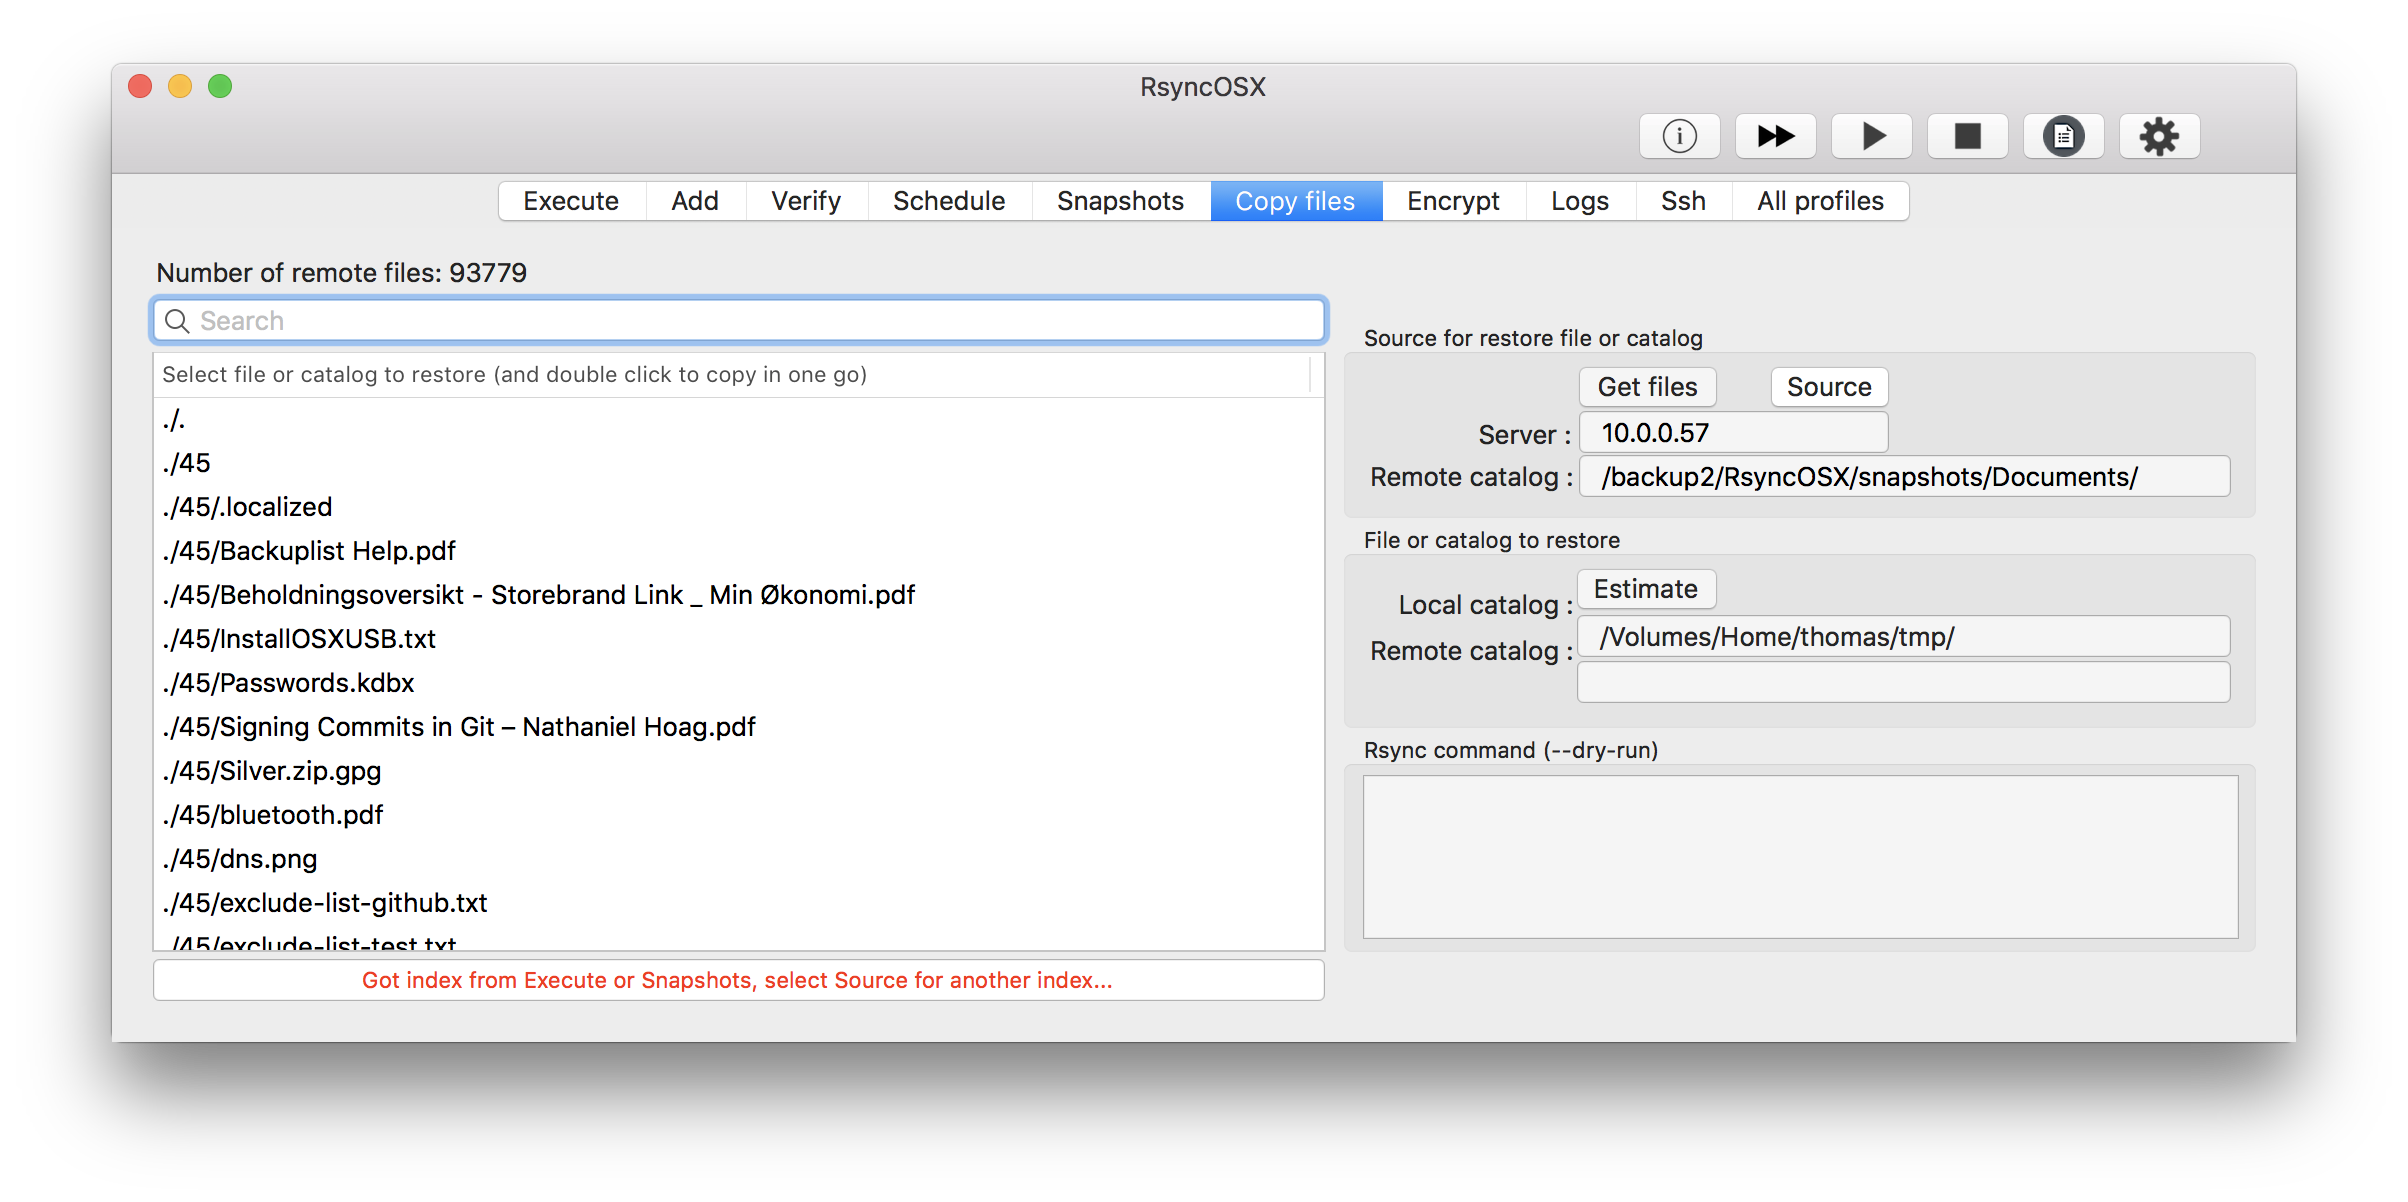 RsyncOSX
Execute Add Verify Schedule Snapshots Copy files Encrypt Logs Ssh All profiles
Number of remote files: 93779
Search
Select file or catalog to restore (and double click to copy in one go)
./.
./45
./45/.localized
./45/Backuplist Help.pdf
./45/Beholdningsoversikt - Storebrand Link _ Min Økonomi.pdf
./45/InstallOSXUSB.txt
./45/Passwords.kdbx
./45/Signing Commits in Git – Nathaniel Hoag.pdf
./45/Silver.zip.gpg
./45/bluetooth.pdf
./45/dns.png
./45/exclude-list-github.txt
./45/exclude-list-test.txt
Got index from Execute or Snapshots, select Source for another index...
Source for restore file or catalog
Get files Source
Server : 10.0.0.57
Remote catalog : /backup2/RsyncOSX/snapshots/Documents/
File or catalog to restore
Estimate
Local catalog : /Volumes/Home/thomas/tmp/
Remote catalog :
Rsync command (--dry-run)